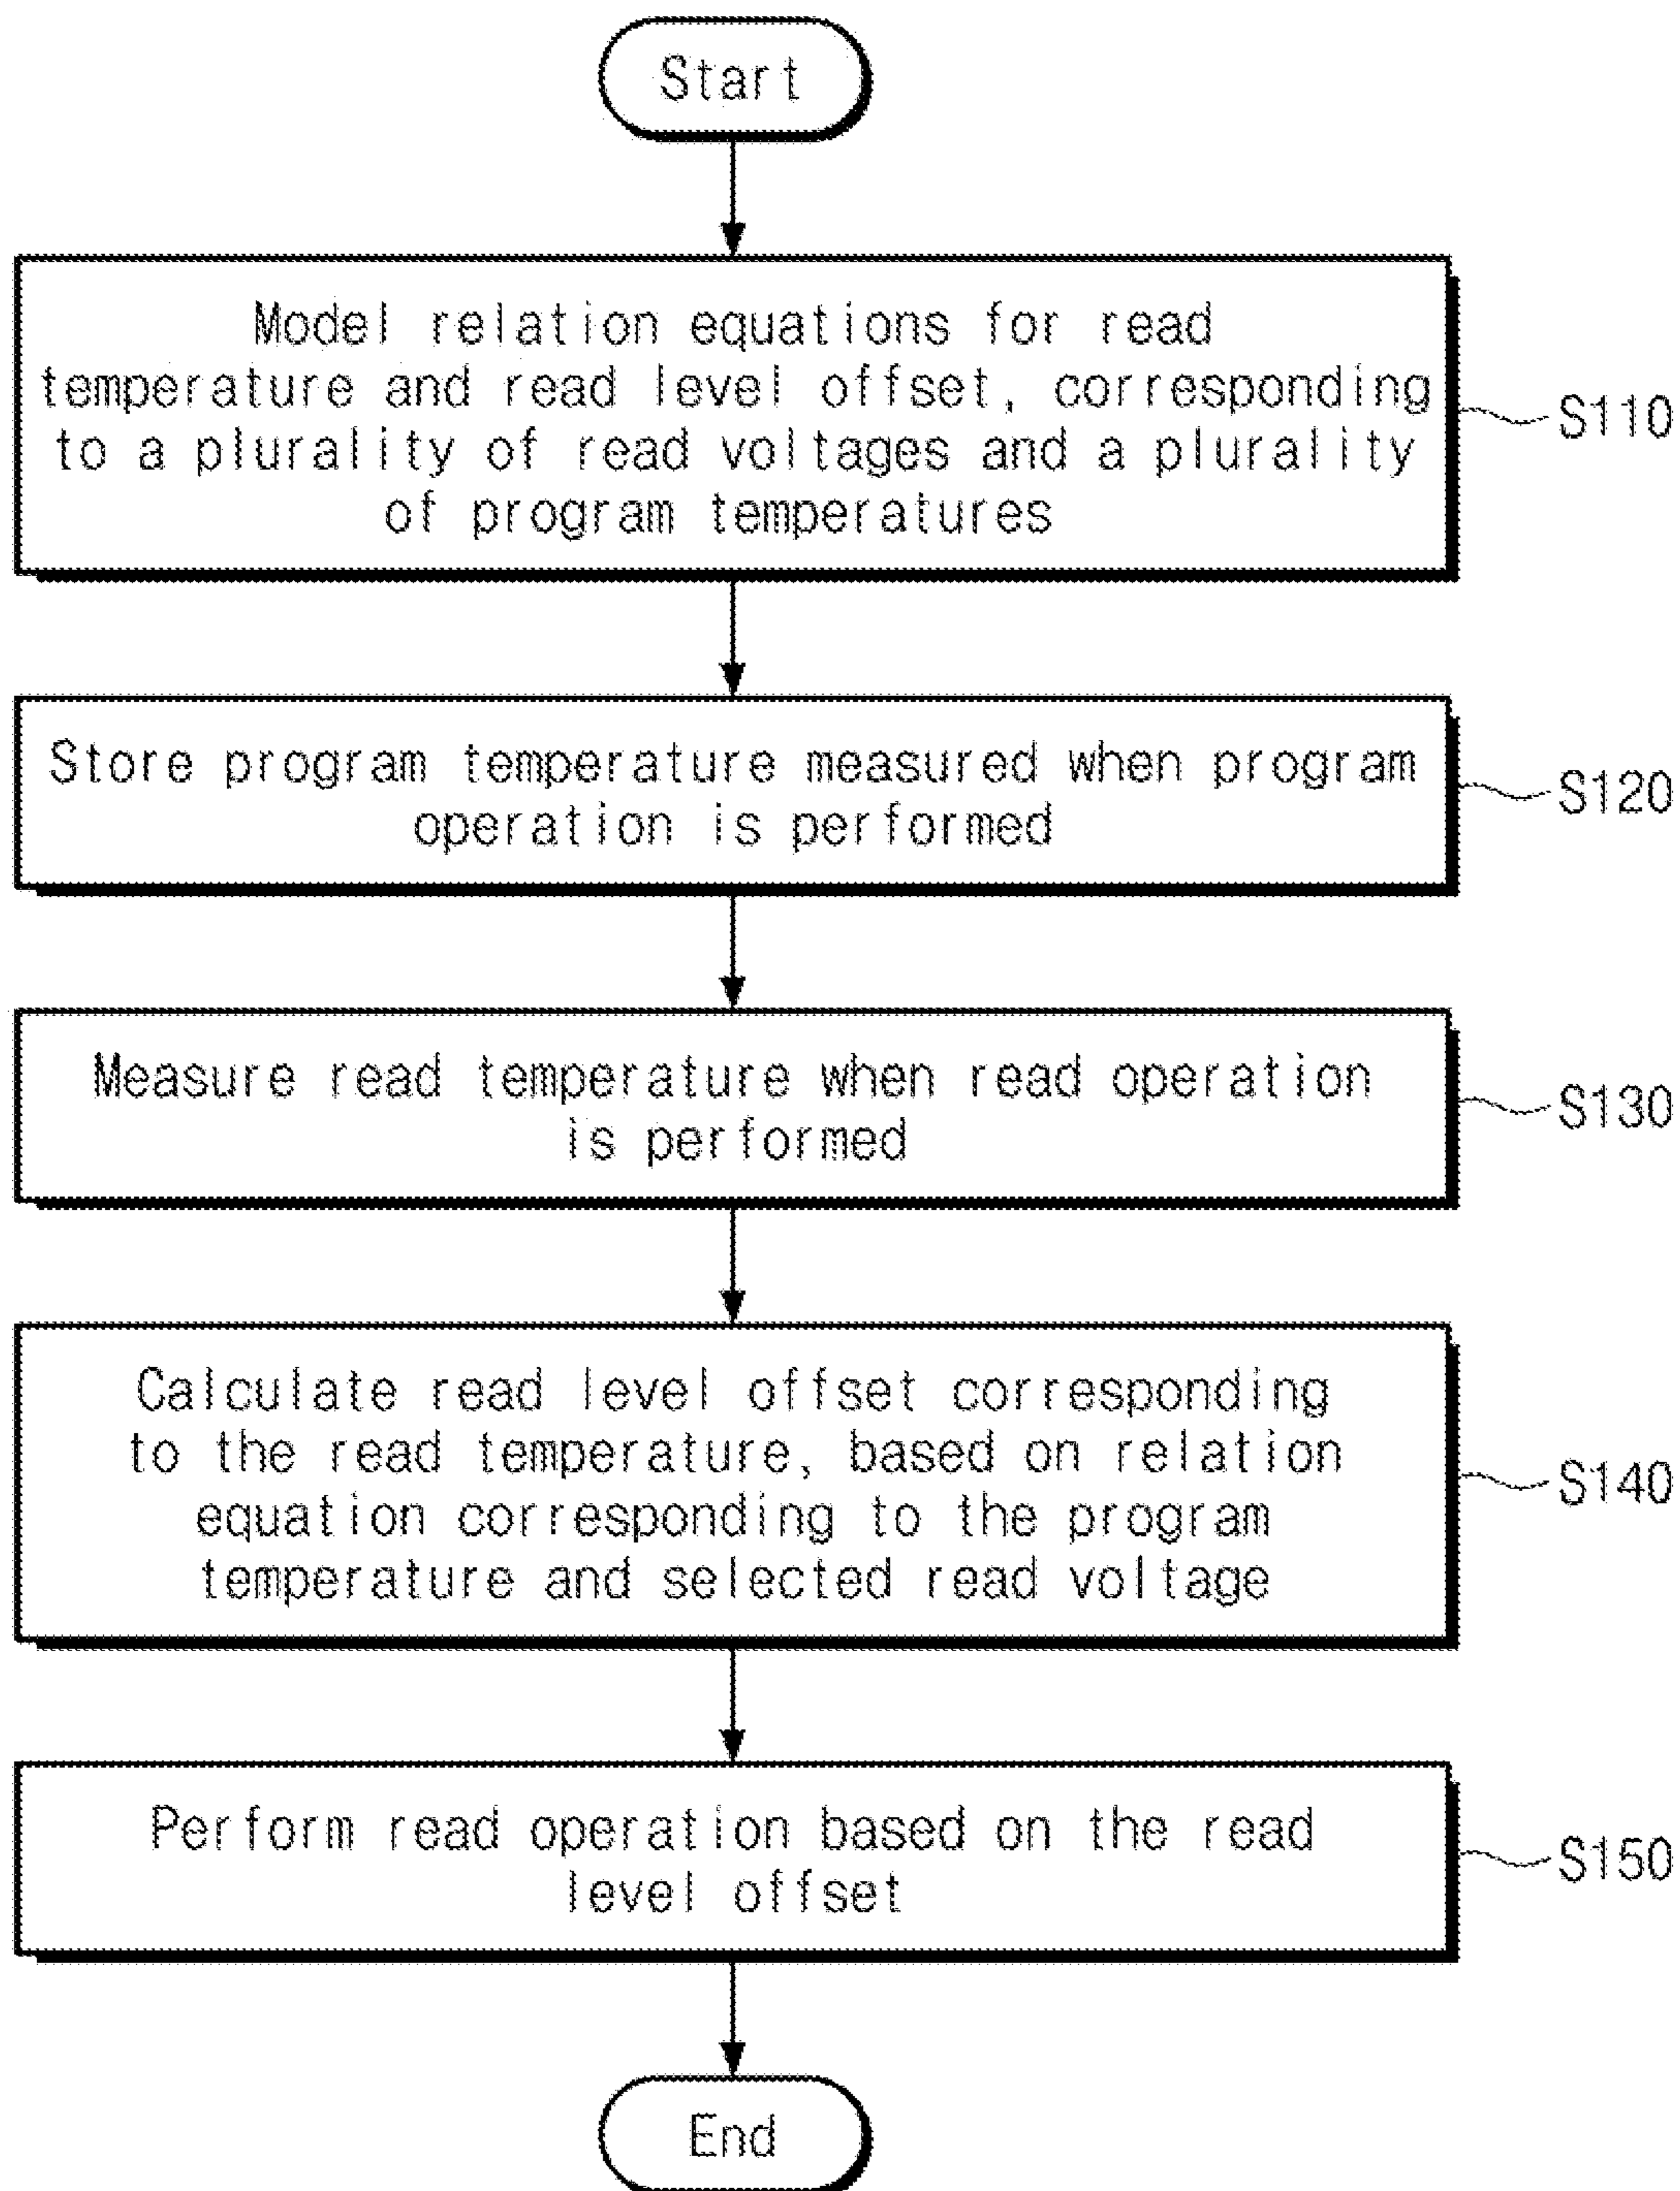 Start
Model relation equations for read
temperature and read level offset, corresponding
to a plurality of read voltages and a plurality
of program temperatures
S110
Store program temperature measured when program
operation is performed
S120
Measure read temperature when read operation
is performed
S130
Calculate read level offset corresponding
to the read temperature, based on relation
equation corresponding to the program
temperature and selected read voltage
S140
Perform read operation based on the read
level offset
S150
End